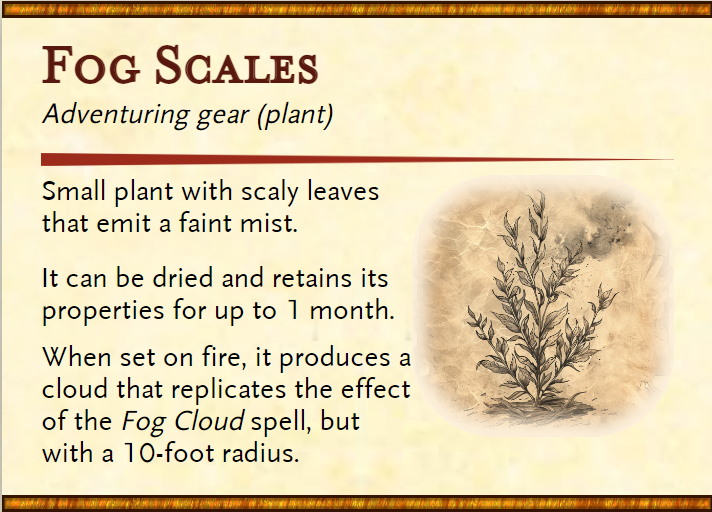 Fog Scales
Adventuring gear (plant)
Small plant with scaly leaves
that emit a faint mist.
It can be dried and retains its
properties for up to 1 month.
When set on fire, it produces a
cloud that replicates the effect
of the Fog Cloud spell, but
with a 10-foot radius.